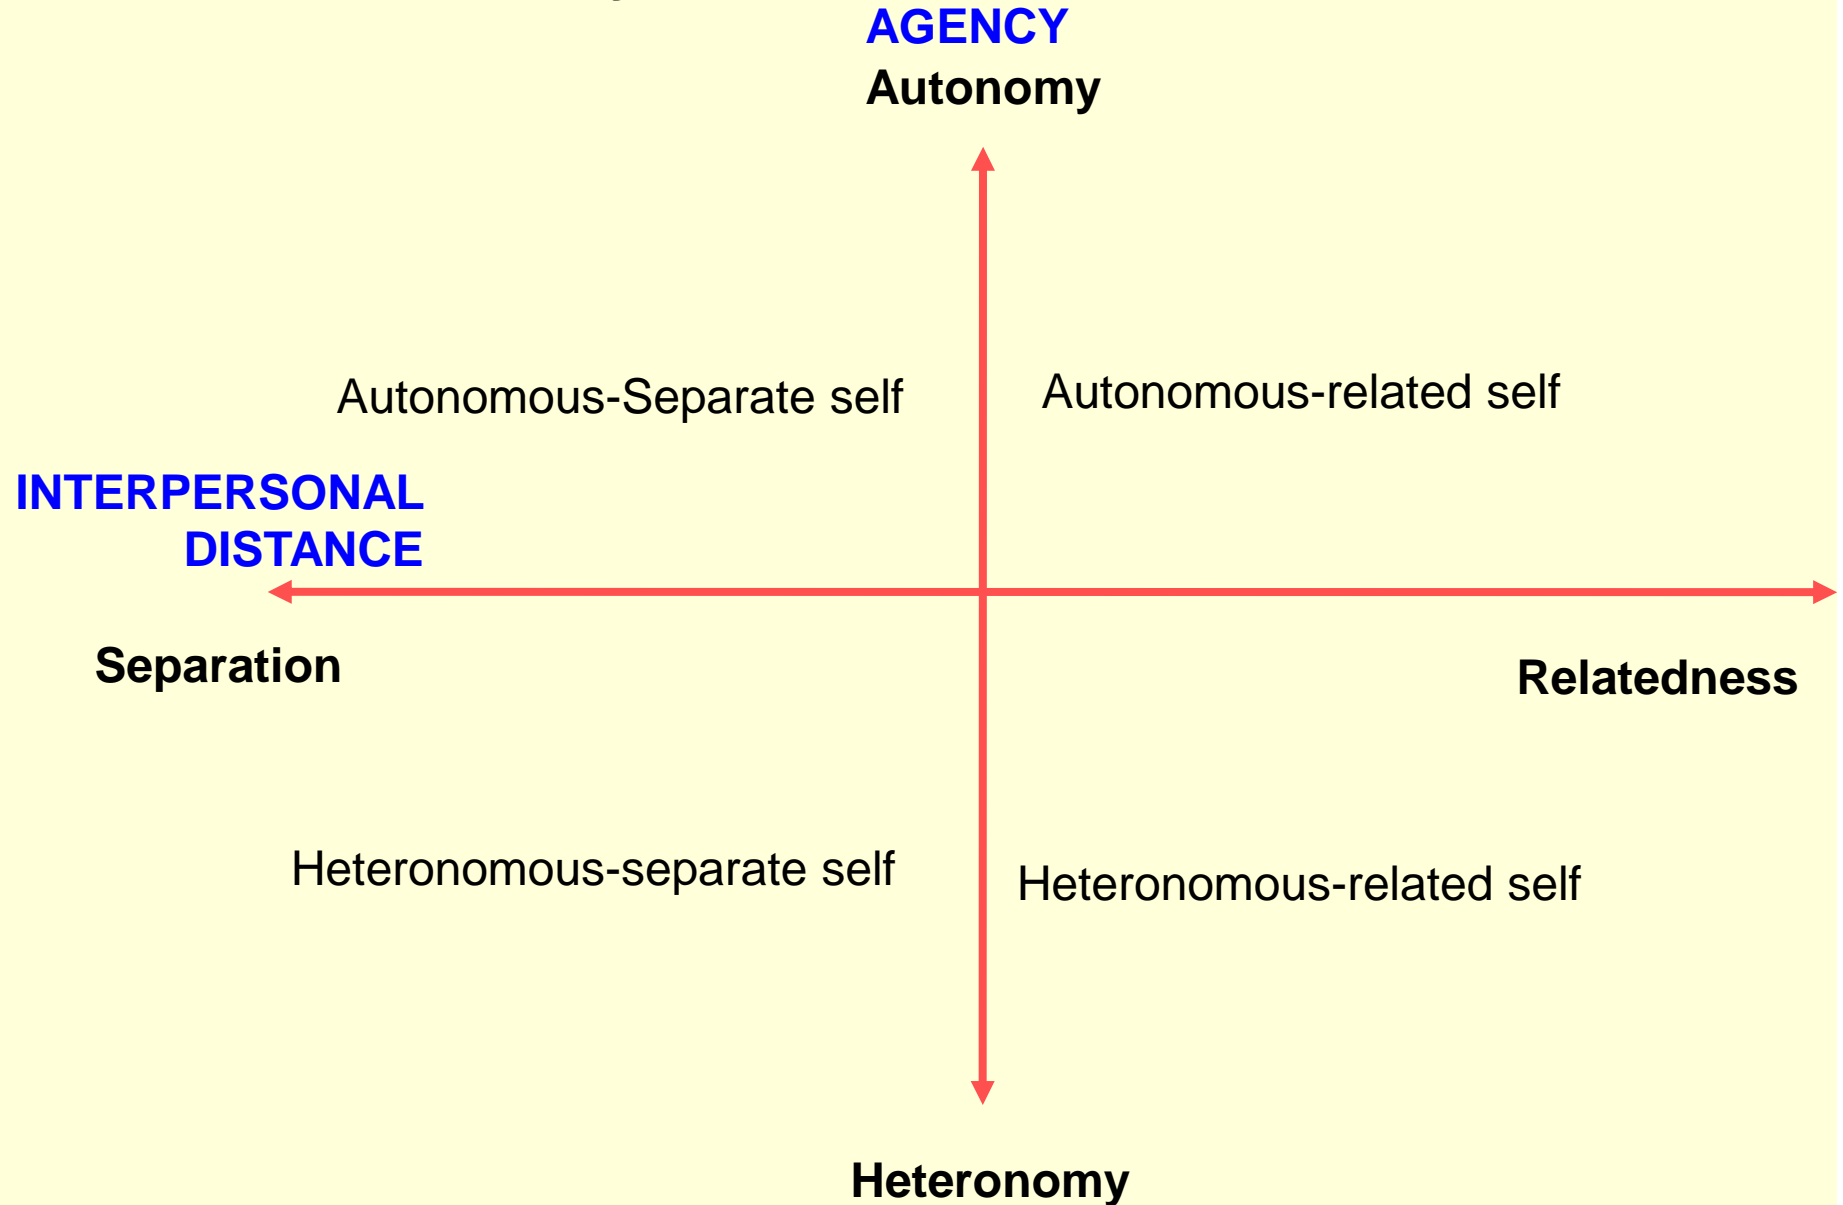 AGENCY
Autonomy
Autonomous-Separate self
Autonomous-related self
INTERPERSONAL
DISTANCE
Separation
Relatedness
Heteronomous-separate self
Heteronomous-related self
Heteronomy